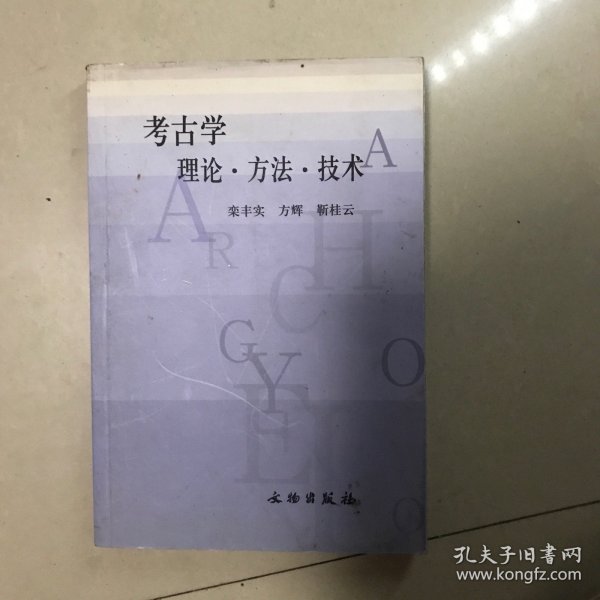 考古学
理论·方法·技术
栾丰实 方辉 靳桂云
A
A
R
H
C
G
O
Y
E
L
O
文物出版社
孔夫子旧书网
www.kongfz.com